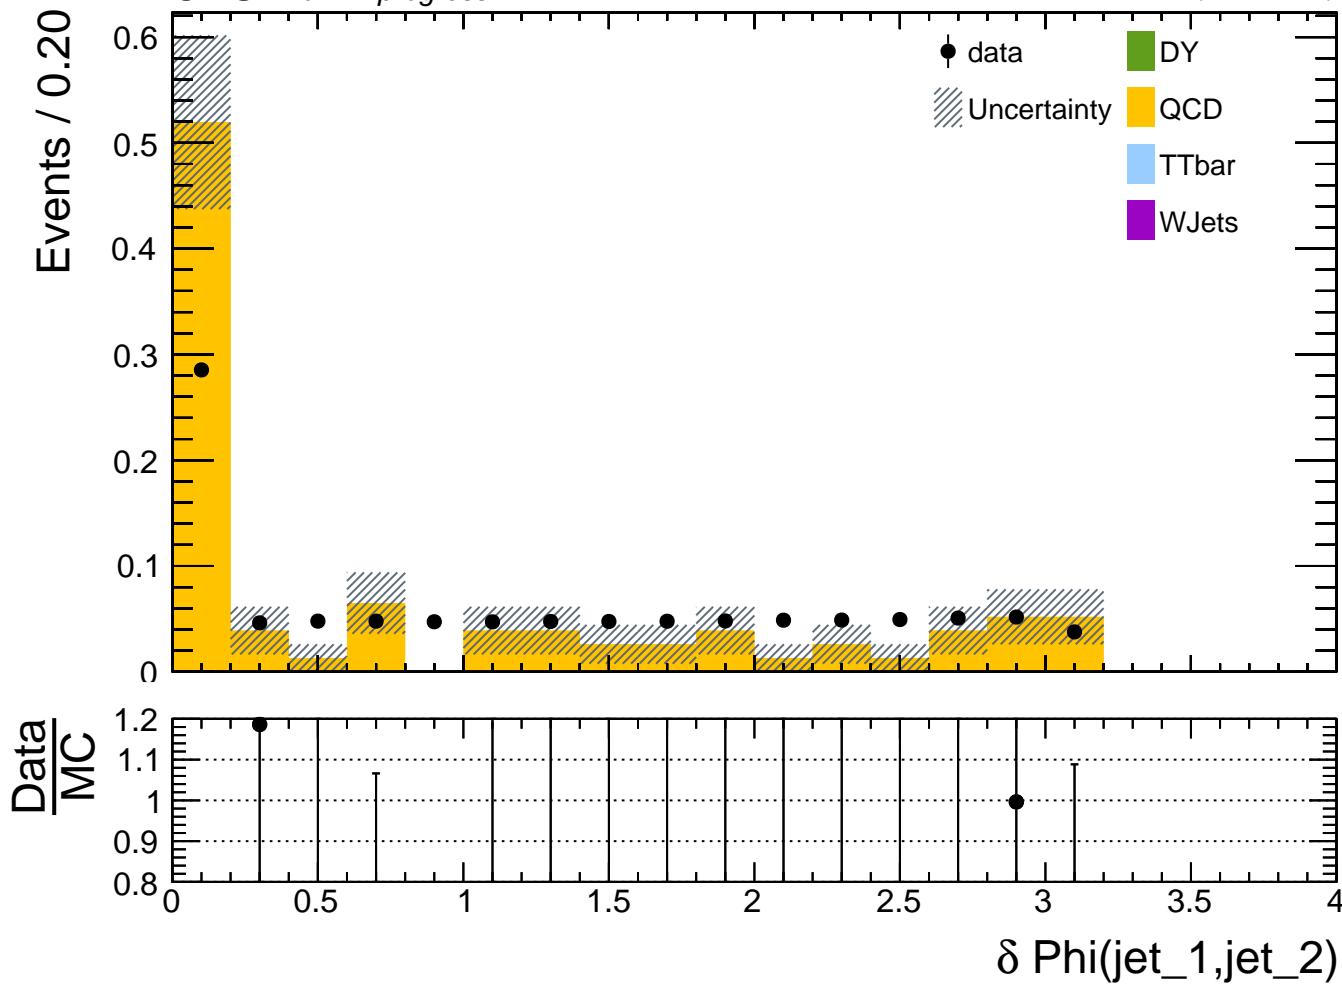 progress
Events / 0.20
0.6
0.5
0.4
0.3
0.2
0.1
0
data
Uncertainty
DY
QCD
TTbar
WJets
Data
MC
1.2
1.1
1
0.9
0.8
0 0.5 1 1.5 2 2.5 3 3.5 4
δ Phi(jet_1,jet_2)